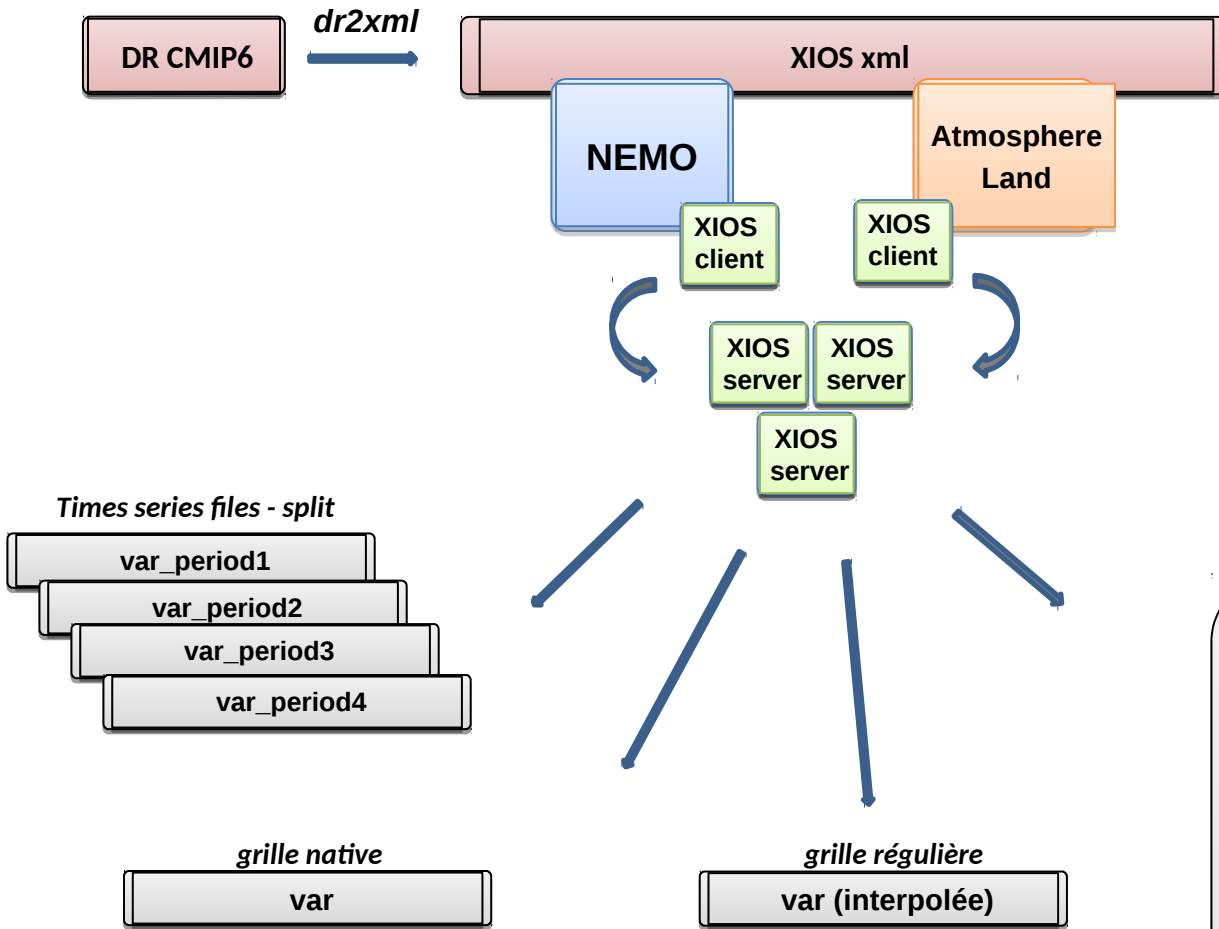 dr2xml
DR CMIP6
XIOS xml
NEMO
Atmosphere
Land
XIOS
client
XIOS
client
XIOS
server
XIOS
server
XIOS
server
Times series files - split
var_period1
var_period2
var_period3
var_period4
grille native
var
grille régulière
var (interpolée)